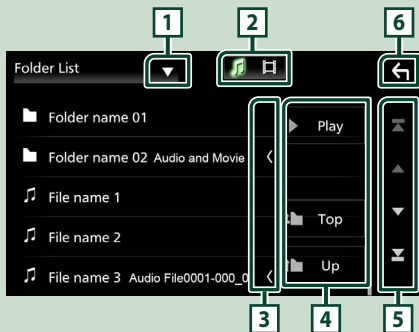 1 2 6
Folder List
Folder name 01
Play
Folder name 02 Audio and Movie
File name 1
File name 2
Top
File name 3 Audio File0001-000_0
Up
3 4 5